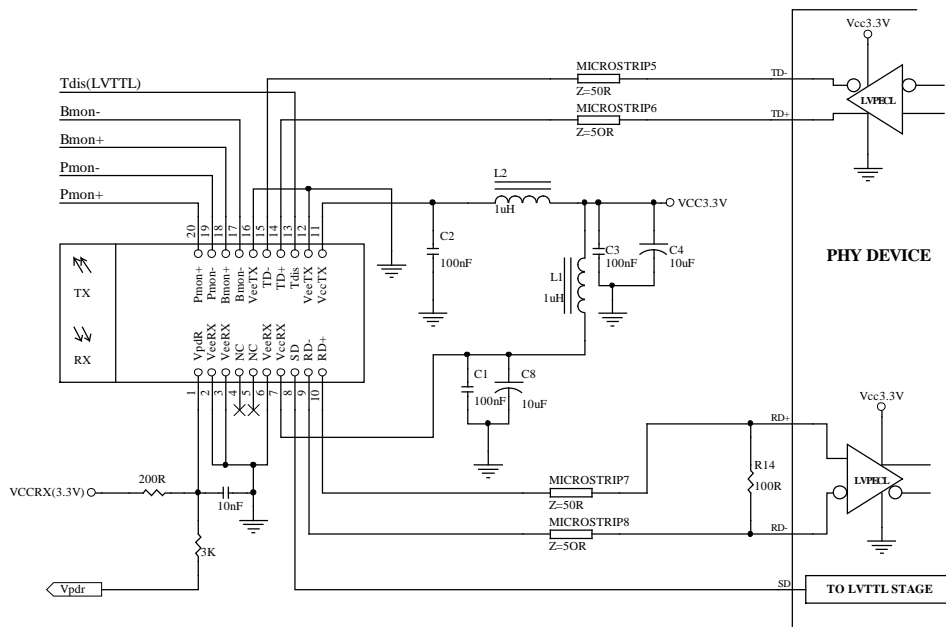 Vcc3.3V
Tdis(LVTTL)
MICROSTRIP5
TD-
Z=50R
LVPECL
Bmon-
MICROSTRIP6
TD+
Z=5OR
Bmon+
Pmon-
L2
Pmon+
1uH
VCC3.3V
20
19
18
17
16
15
14
13
12
11
C2
100nF
C3
100nF
C4
10uF
PHY DEVICE
TX
RX
Pmon+
Pmon-
Bmon+
Bmon-
VeeTX
TD-
TD+
Tdis
VeeTX
VccTX
L1
1uH
VpdR
VeeRX
VeeRX
NC
NC
VeeRX
VccRX
SD
RD-
RD+
1
2
3
4
5
6
7
8
9
10
C1
100nF
C8
10uF
Vcc3.3V
RD+
R14
100R
LVPECL
200R
VCCRX(3.3V)
10nF
MICROSTRIP7
Z=50R
MICROSTRIP8
RD-
Z=5OR
3K
Vpdr
SD
TO LVTTL STAGE